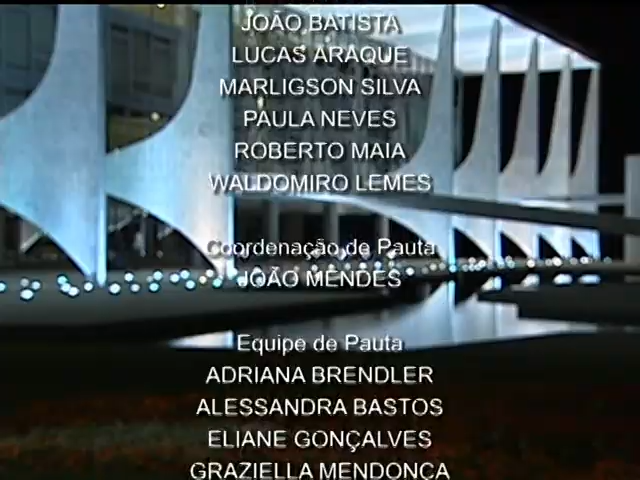 JOÃO BATISTA
LUCAS ARAQUE
MARLIGSON SILVA
PAULA NEVES
ROBERTO MAIA
WALDOMIRO LEMES
Coordenação de Pauta
JOÃO MENDES
Equipe de Pauta
ADRIANA BRENDLER
ALESSANDRA BASTOS
ELIANE GONÇALVES
GRAZIELLA MENDONÇA